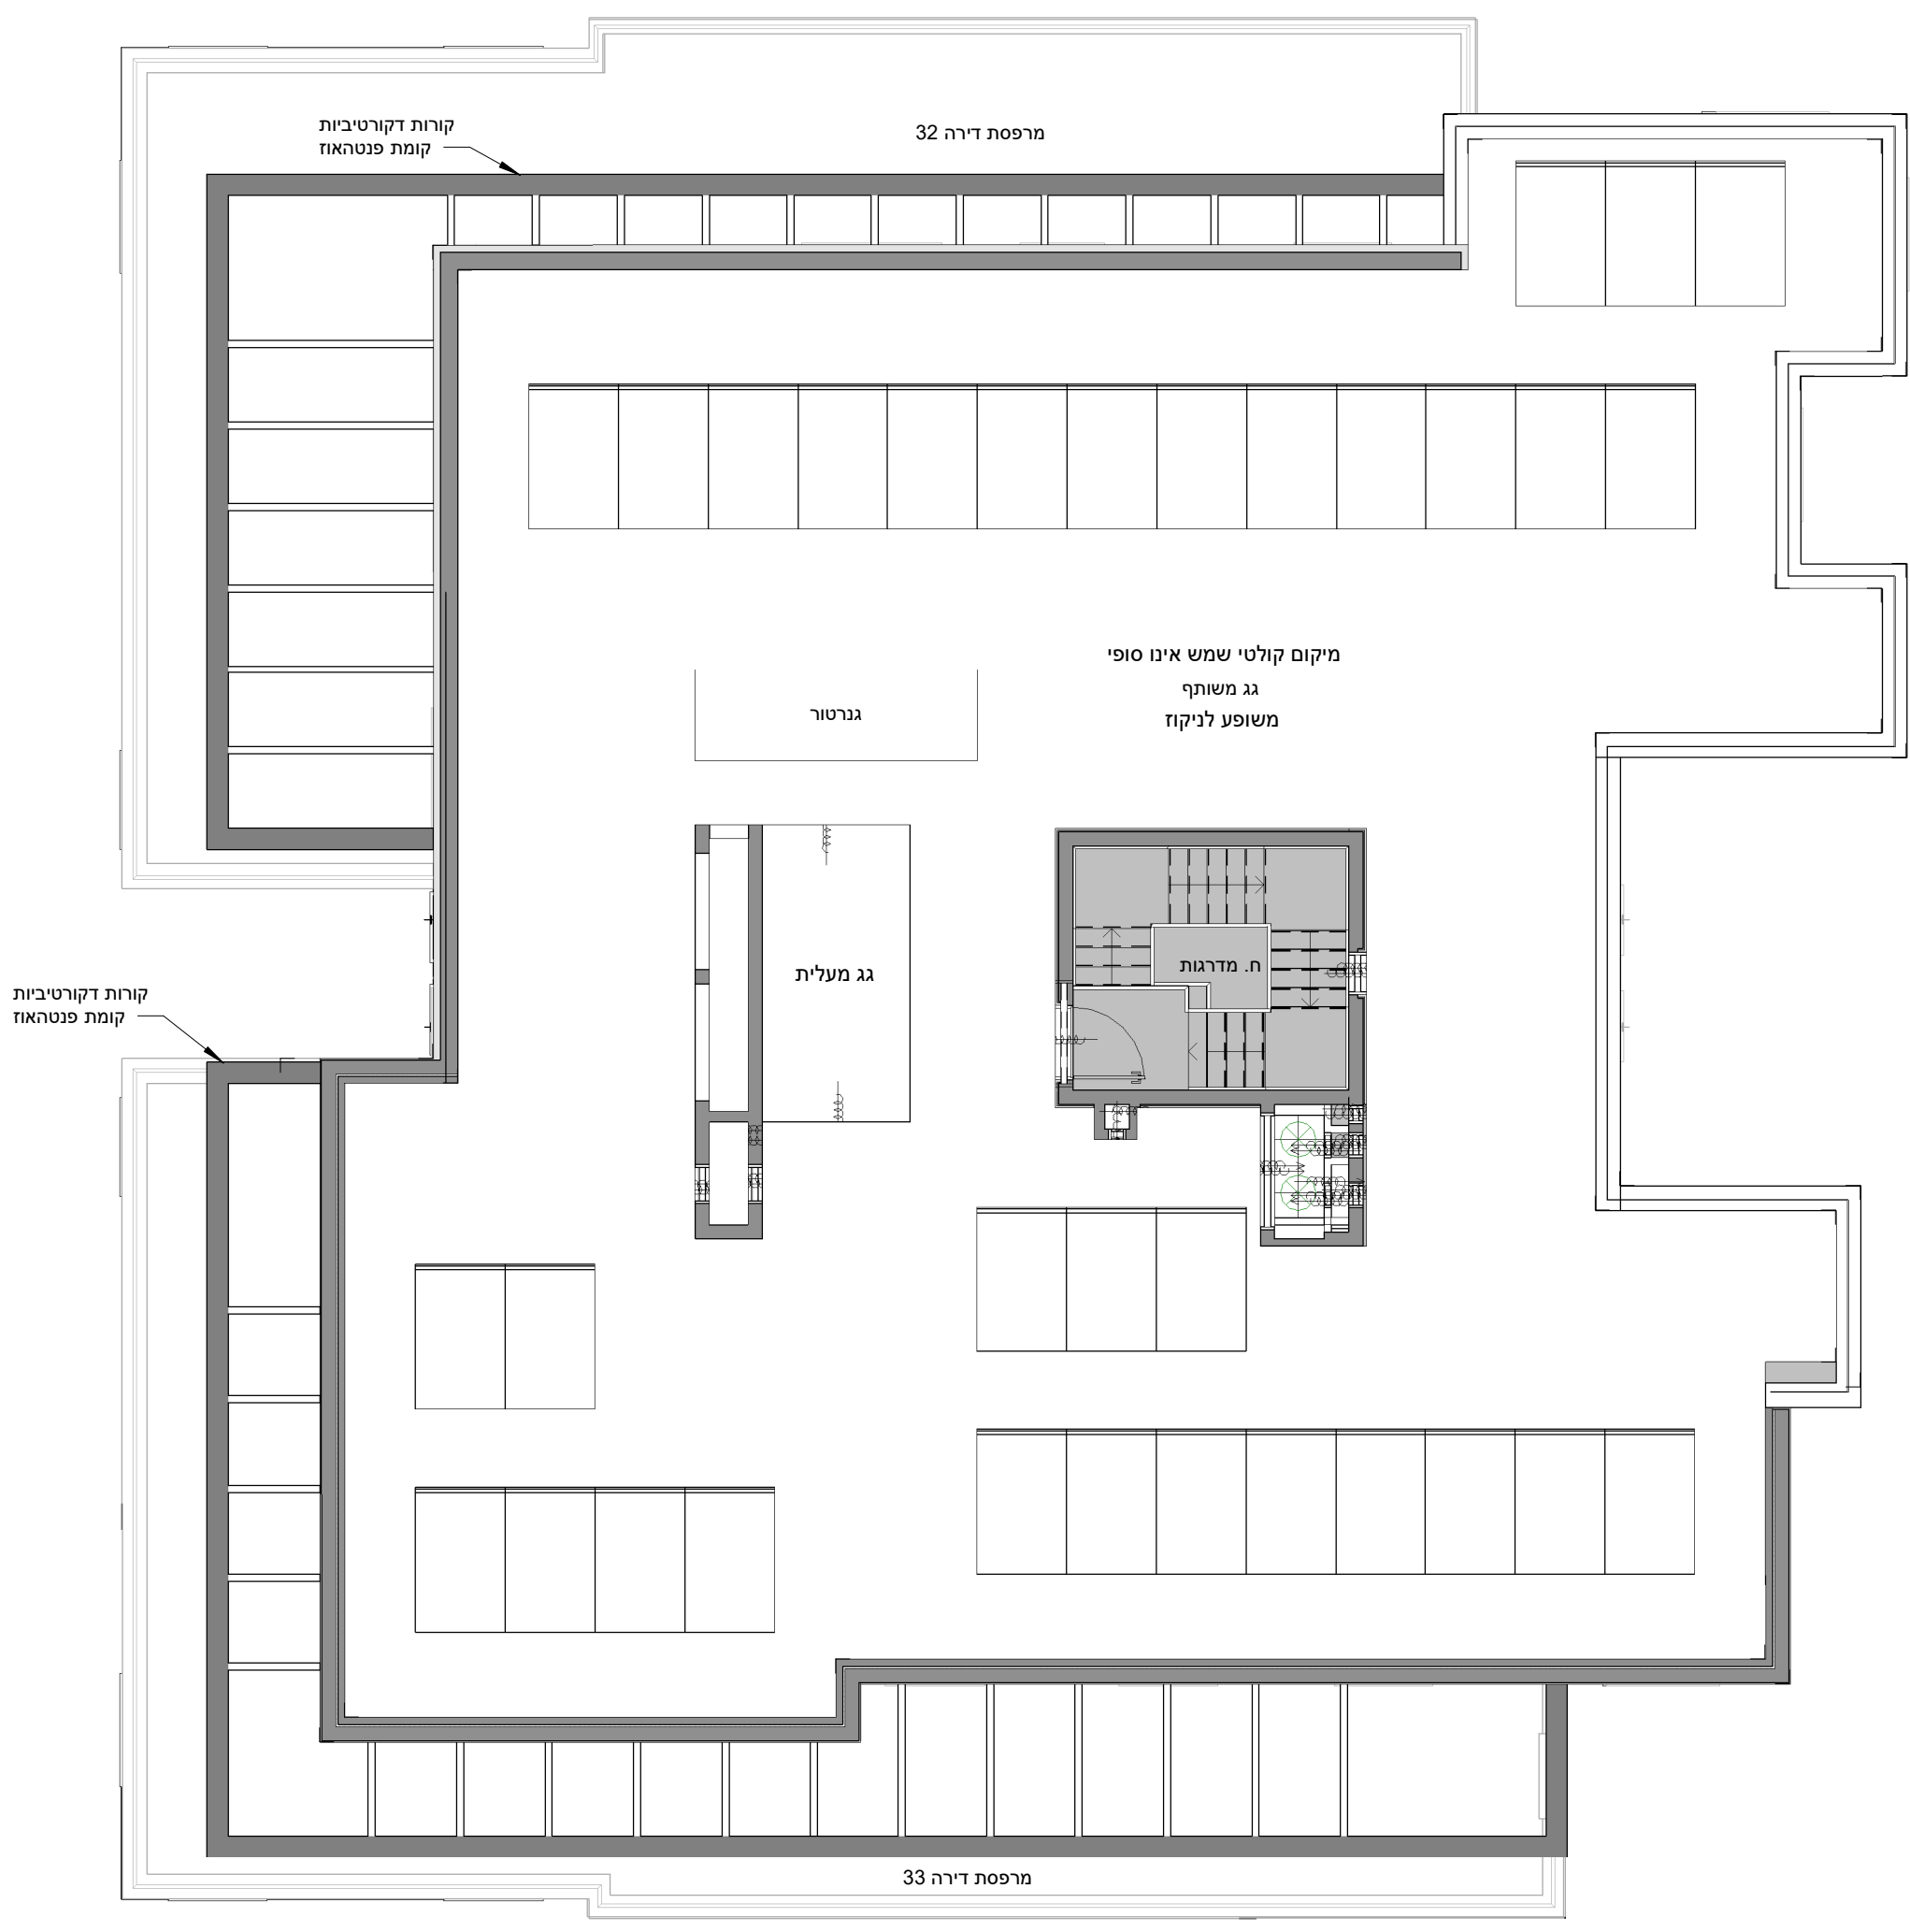 קורות דקורטיביות
קומת פנטהאוז
מרפסת דירה 32
מיקום קולטי שמש אינו סופי
גג משותף
משופע לניקוז
גנרטור
גג מעלית
ח. מדרגות
קורות דקורטיביות
קומת פנטהאוז
מרפסת דירה 33